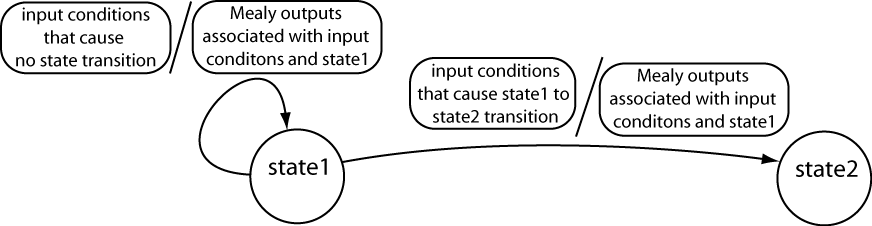 input conditions
that cause
no state transition
/
Mealy outputs
associated with input
conditons and state1
input conditions
that cause state1 to
state2 transition
/
Mealy outputs
associated with input
conditons and state1
state1
state2